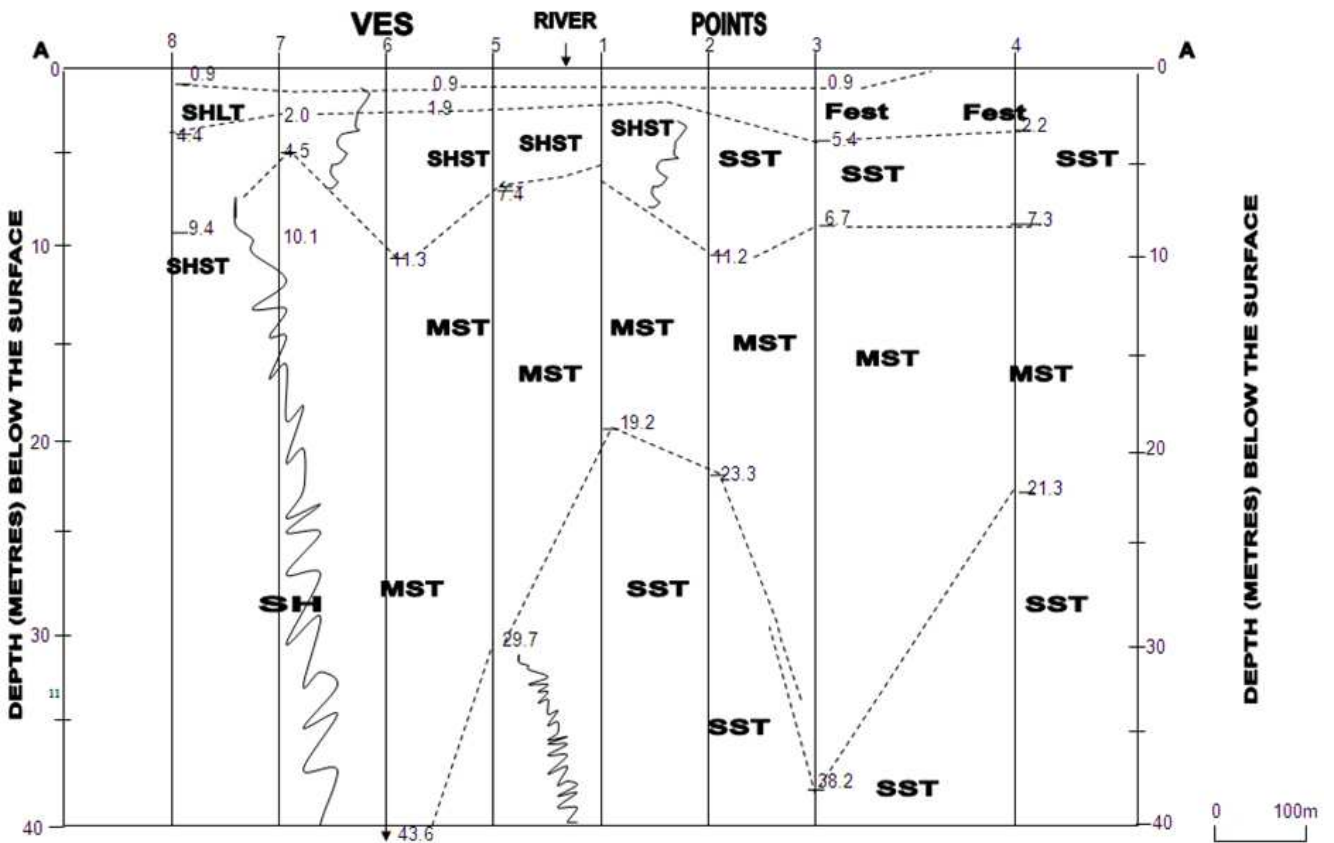 VES RIVER POINTS
A 8 7 6 5 1 2 3 4 A
0 0
0.9 0.9 0.9
SHLT 2.0 1.9 Fest Fest
4.4 SHST 5.4 2.2
4.5 SHST SHST SST SST SST
7.4 6.7 7.3
9.4 10.1
10 11.3 11.2 10
SHST
MST MST MST MST
MST MST
19.2
20 20
23.3 21.3
SH MST SST SST
30 29.7 30
11
SST
38.2 SST
40 43.6 40
0 100m
DEPTH (METRES) BELOW THE SURFACE
DEPTH (METRES) BELOW THE SURFACE